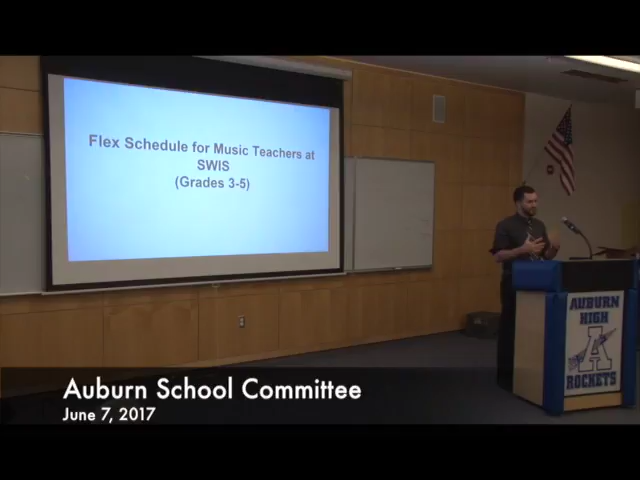 Flex Schedule for Music Teachers at
SWIS
(Grades 3-5)
AUBURN
HIGH
A
ROCKETS
Auburn School Committee
June 7, 2017